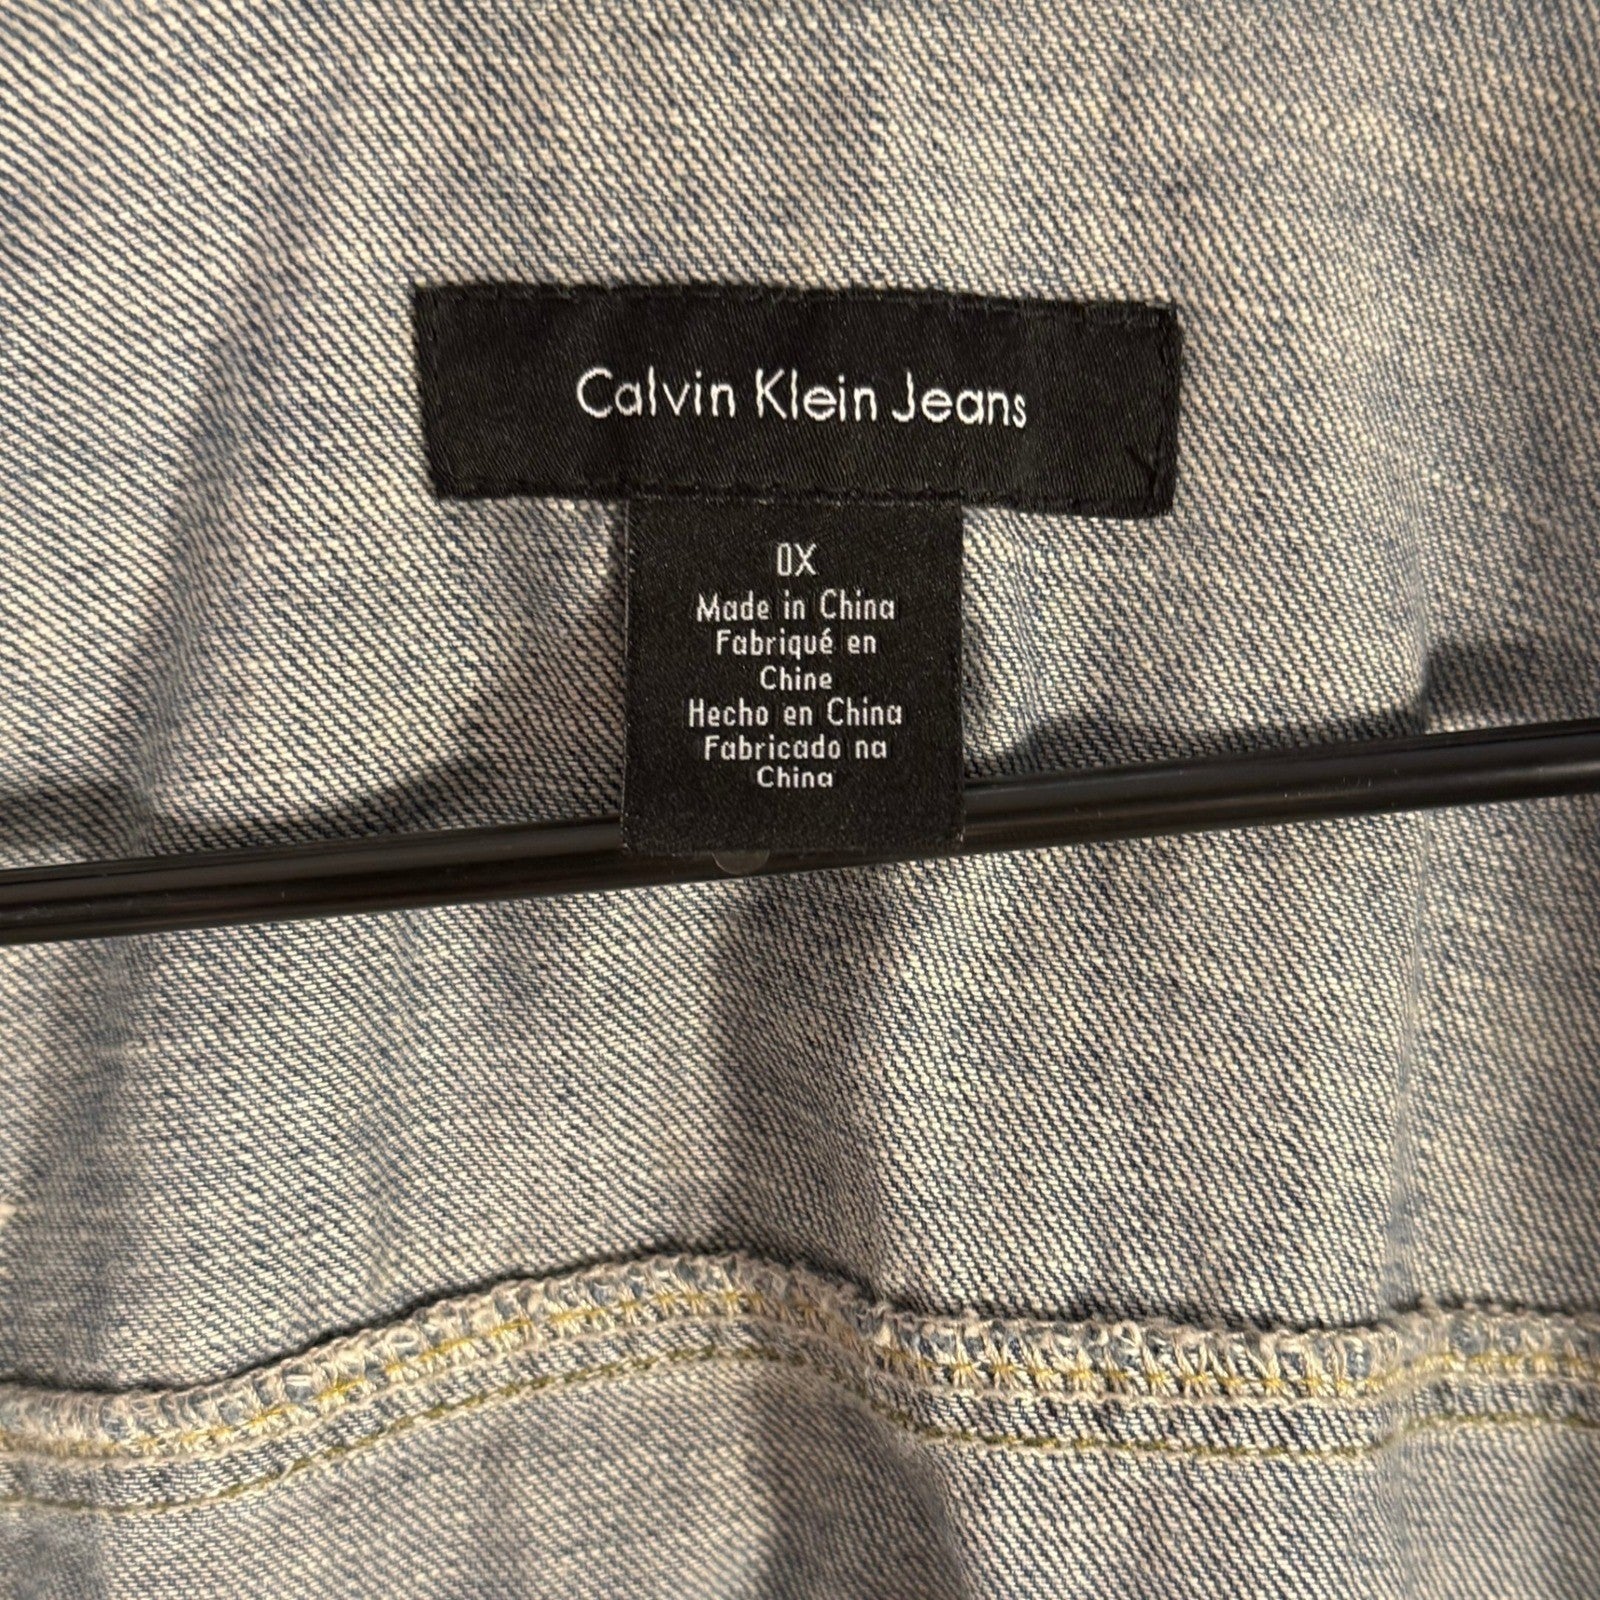 Calvin Klein Jeans
0X
Made in China
Fabriqué en
Chine
Hecho en China
Fabricado na
China